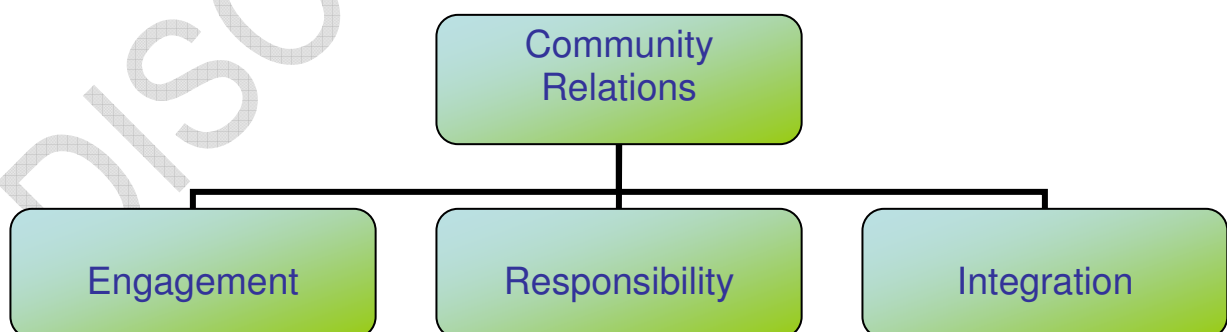 Community
Relations
Engagement
Responsibility
Integration